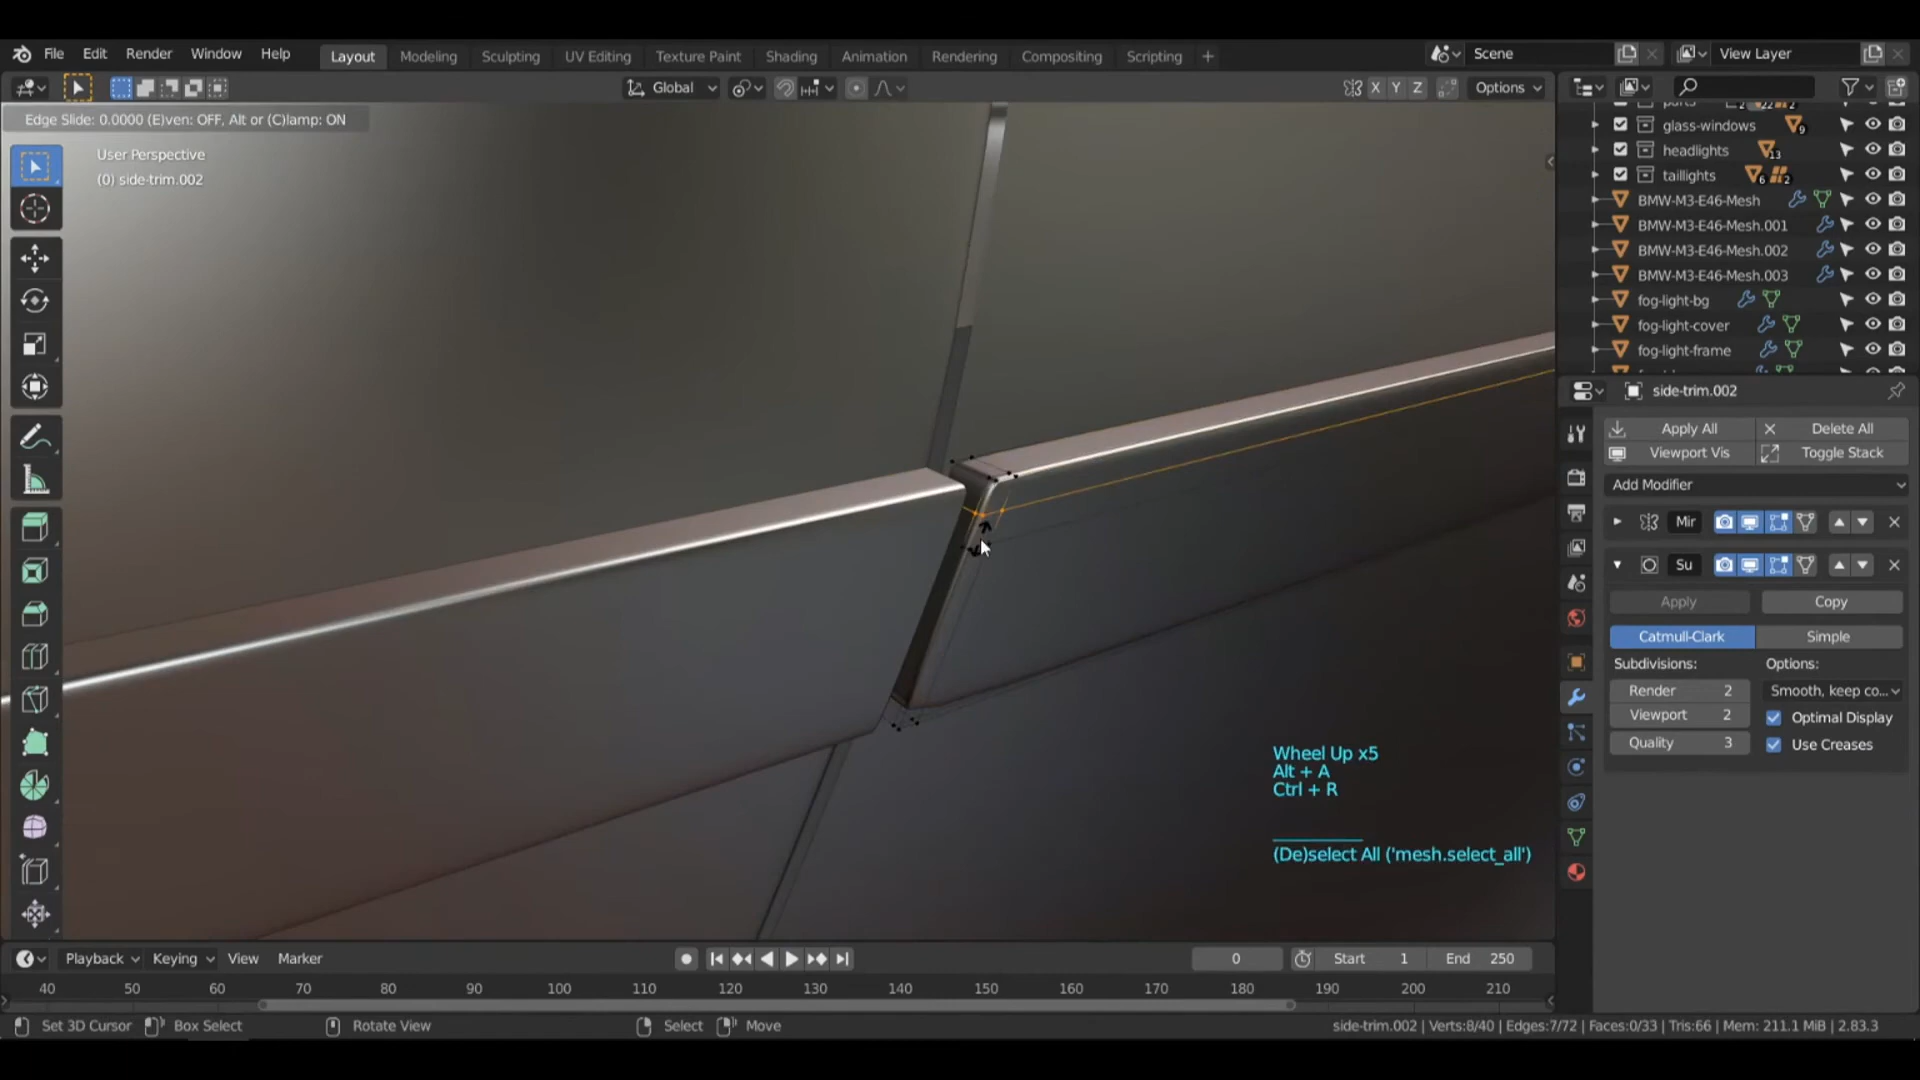 File Edit Render Window Help Layout Modeling Sculpting UV Editing Texture Paint Shading Animation Rendering Compositing Scripting + Scene View Layer
Global X Y Z Options
Edge Slide: 0.0000 (E)ven: OFF, Alt or (C)lamp: ON
User Perspective
(0) side-trim.002
parts 2 22 2
glass-windows 9
headlights 13
taillights 6 2
BMW-M3-E46-Mesh
BMW-M3-E46-Mesh.001
BMW-M3-E46-Mesh.002
BMW-M3-E46-Mesh.003
fog-light-bg
fog-light-cover
fog-light-frame
side-trim.002
Apply All Delete All
Viewport Vis Toggle Stack
Add Modifier
Mir
Su
Apply Copy
Catmull-Clark Simple
Subdivisions: Options:
Render 2 Smooth, keep co...
Viewport 2 Optimal Display
Quality 3 Use Creases
Wheel Up x5
Alt + A
Ctrl + R
(De)select All ('mesh.select_all')
Playback Keying View Marker 0 Start 1 End 250
40 50 60 70 80 90 100 110 120 130 140 150 160 170 180 190 200 210
Set 3D Cursor Box Select Rotate View Select Move side-trim.002 | Verts:8/40 | Edges:7/72 | Faces:0/33 | Tris:66 | Mem: 211.1 MiB | 2.83.3